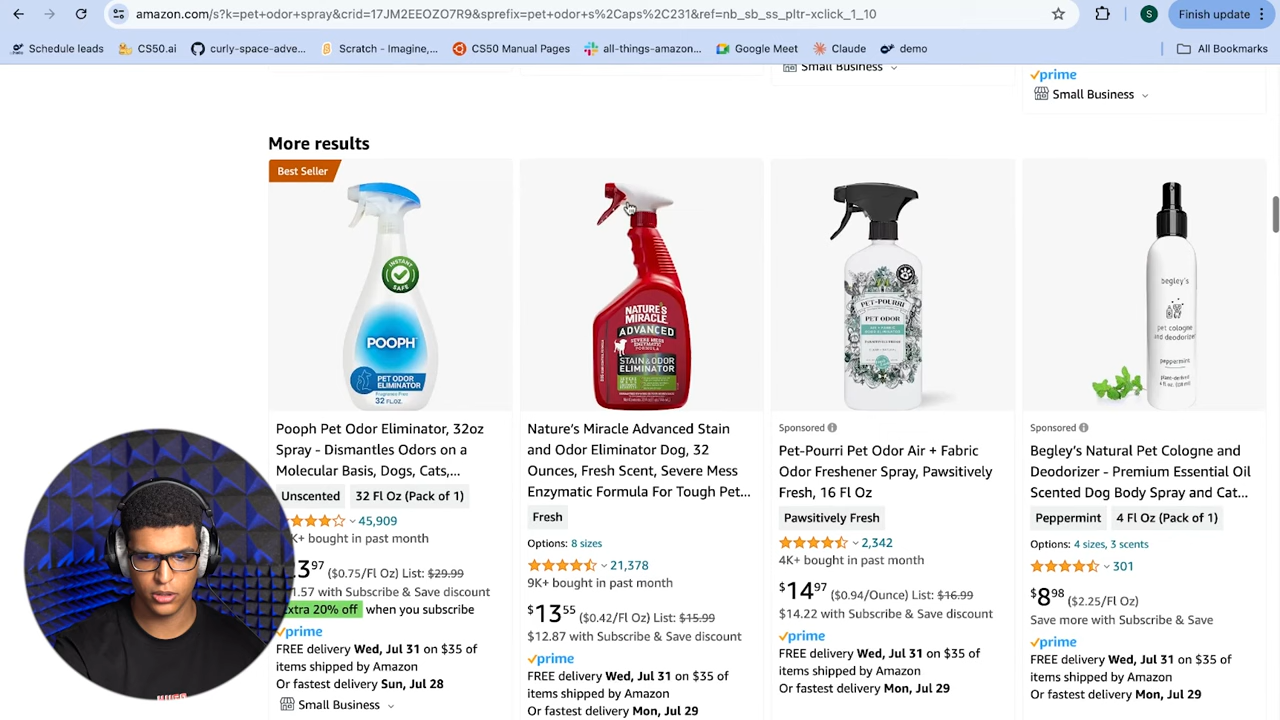 amazon.com/s?k=pet+odor+spray&crid=17JM2EEOZO7R9&sprefix=pet+odor+s%2Caps%2C231&ref=nb_sb_ss_pltr-xclick_1_10
S
Finish update
Schedule leads
CS50.ai
curly-space-adve...
Scratch - Imagine,...
CS50 Manual Pages
all-things-amazon...
Google Meet
Claude
demo
All Bookmarks
Small Business
prime
Small Business
More results
Best Seller
INSTANT
SAFE
POOPH
PET ODOR
ELIMINATOR
Fragrance Free
32 FL.OZ.
NATURE'S
MIRACLE
ADVANCED
SEVERE MESS
ENZYMATIC
FORMULA
STAIN & ODOR
ELIMINATOR
PET-POURRI
PET ODOR
begley's
pet cologne
and deodorizer
peppermint
Pooph Pet Odor Eliminator, 32oz
Spray - Dismantles Odors on a
Molecular Basis, Dogs, Cats,...
Unscented
32 Fl Oz (Pack of 1)
45,909
K+ bought in past month
397 ($0.75/Fl Oz) List: $29.99
1.57 with Subscribe & Save discount
Extra 20% off when you subscribe
prime
FREE delivery Wed, Jul 31 on $35 of
items shipped by Amazon
Or fastest delivery Sun, Jul 28
Small Business
Nature's Miracle Advanced Stain
and Odor Eliminator Dog, 32
Ounces, Fresh Scent, Severe Mess
Enzymatic Formula For Tough Pet...
Fresh
Options: 8 sizes
21,378
9K+ bought in past month
$1355 ($0.42/Fl Oz) List: $15.99
$12.87 with Subscribe & Save discount
prime
FREE delivery Wed, Jul 31 on $35 of
items shipped by Amazon
Or fastest delivery Mon, Jul 29
Sponsored
Pet-Pourri Pet Odor Air + Fabric
Odor Freshener Spray, Pawsitively
Fresh, 16 Fl Oz
Pawsitively Fresh
2,342
4K+ bought in past month
$1497 ($0.94/Ounce) List: $16.99
$14.22 with Subscribe & Save discount
prime
FREE delivery Wed, Jul 31 on $35 of
items shipped by Amazon
Or fastest delivery Mon, Jul 29
Sponsored
Begley's Natural Pet Cologne and
Deodorizer - Premium Essential Oil
Scented Dog Body Spray and Cat...
Peppermint
4 Fl Oz (Pack of 1)
Options: 4 sizes, 3 scents
301
$898 ($2.25/Fl Oz)
Save more with Subscribe & Save
prime
FREE delivery Wed, Jul 31 on $35 of
items shipped by Amazon
Or fastest delivery Mon, Jul 29